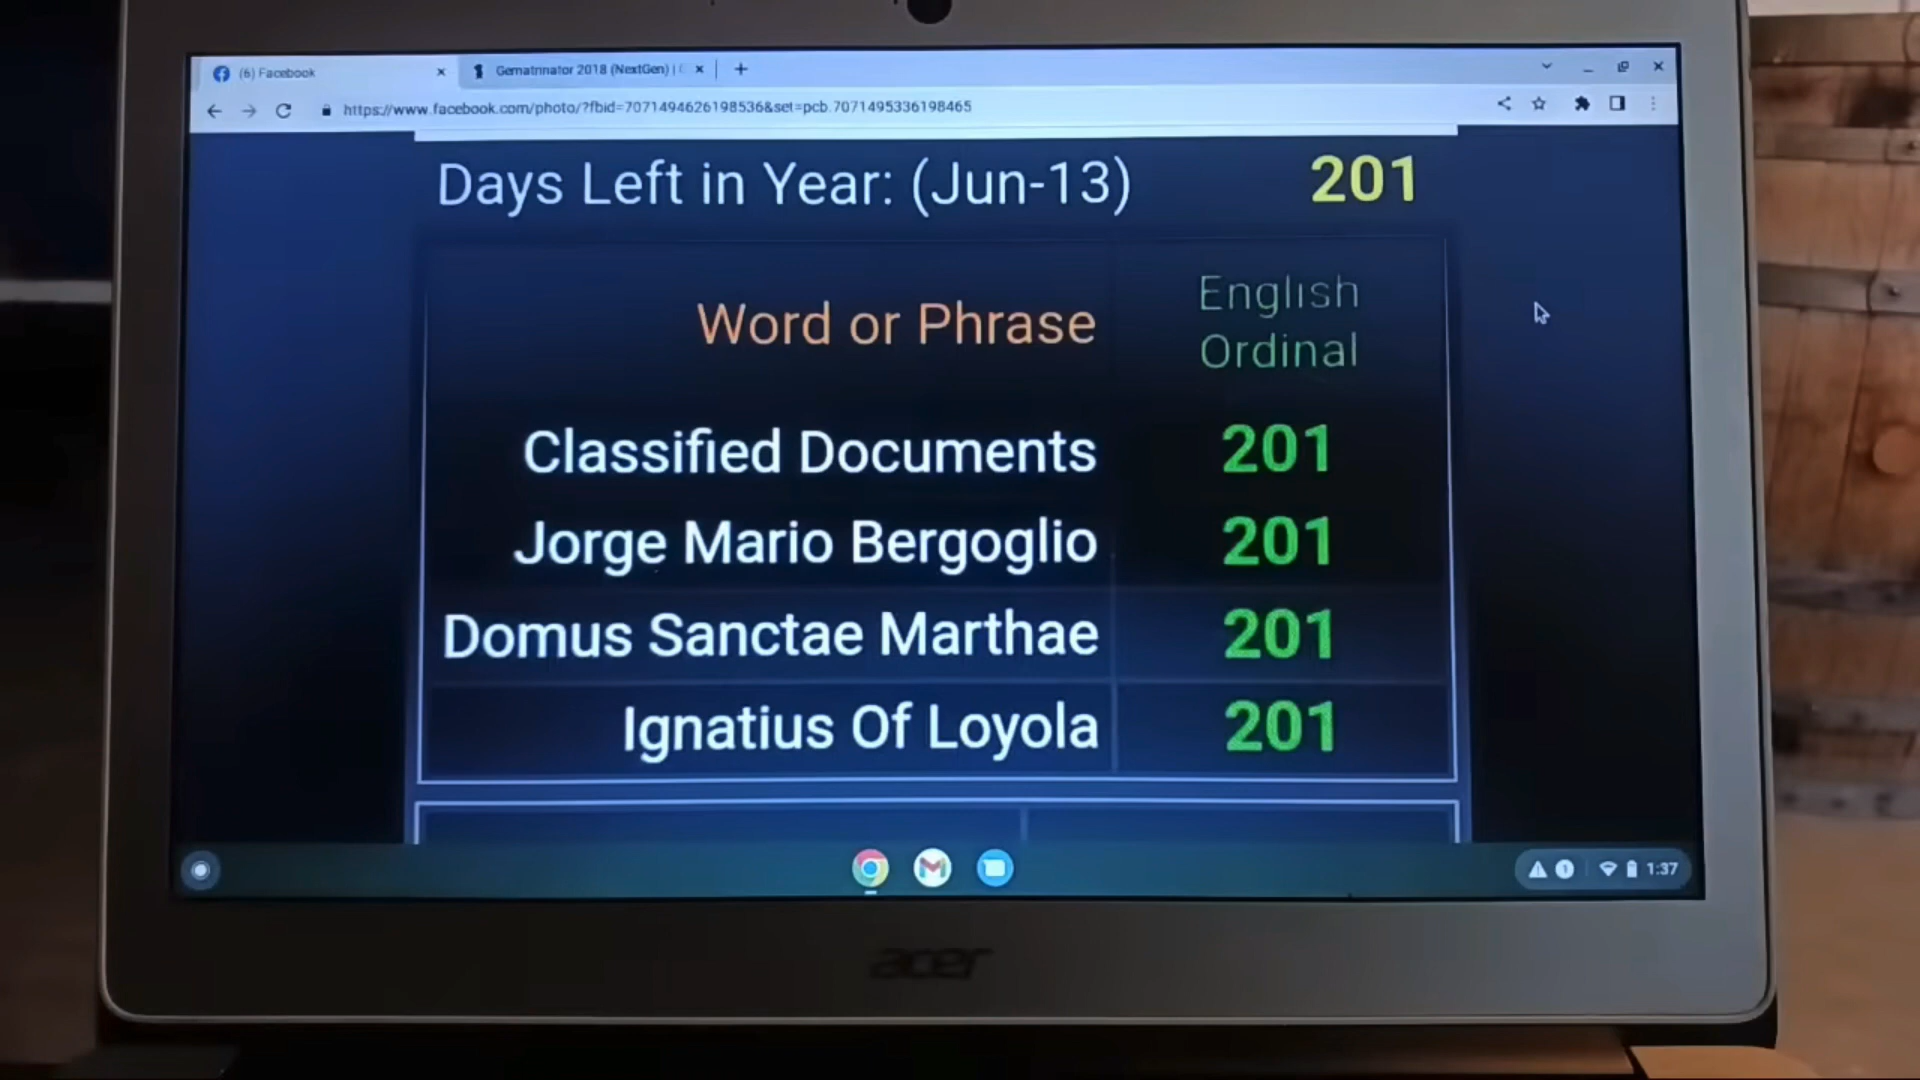 (6) Facebook
Gematrinator 2018 (NextGen) |
https://www.facebook.com/photo/?fbid=7071494626198536&set=pcb.7071495336198465
Days Left in Year: (Jun-13) 201
Word or Phrase English Ordinal
Classified Documents 201
Jorge Mario Bergoglio 201
Domus Sanctae Marthae 201
Ignatius Of Loyola 201
1:37
acer